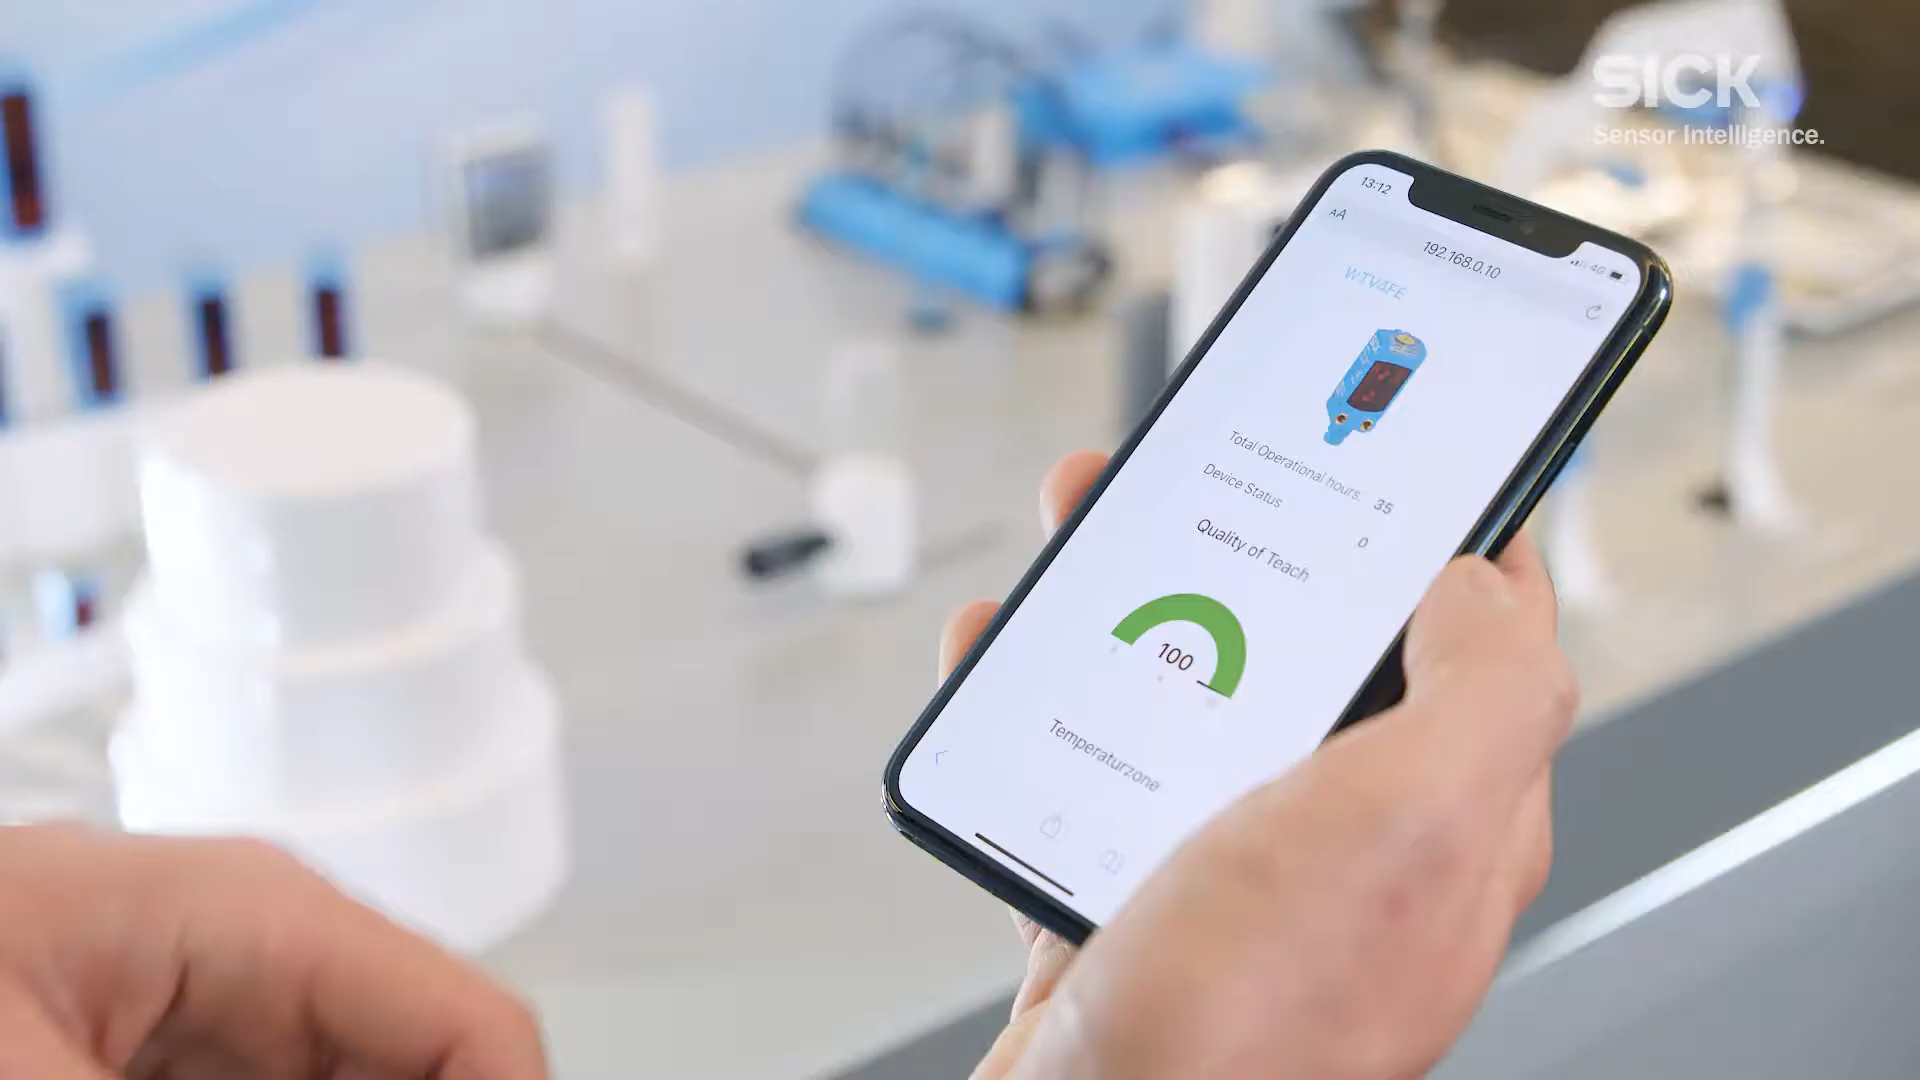 SICK
Sensor Intelligence.
13:12
4G
AA
192.168.0.10
WTV4FE
Total Operational hours. 35
Device Status 0
Quality of Teach
100
Temperaturzone